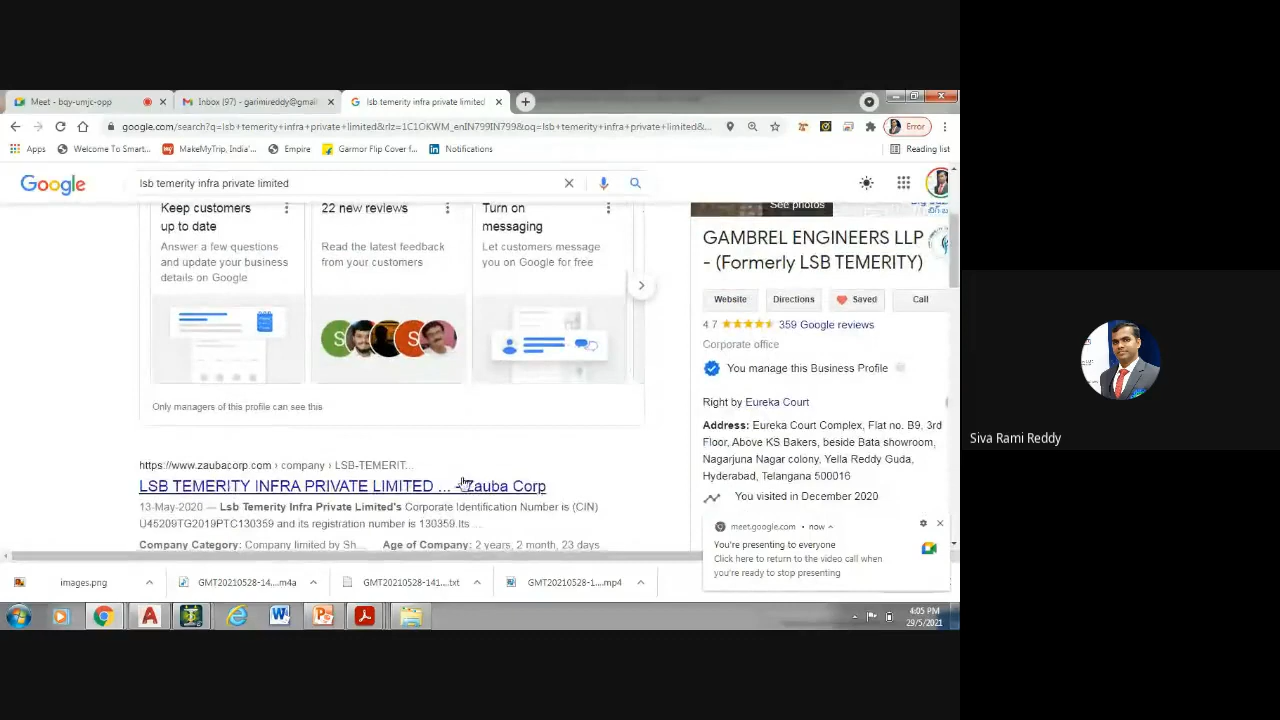 Meet - bqy-umjc-opp
Inbox (97) - garimireddy@gmail
lsb temerity infra private limited
google.com/search?q=lsb+temerity+infra+private+limited&rlz=1C1OKWM_enIN799IN799&oq=lsb+temerity+infra+private+limited&...
Error
Apps
Welcome To Smart...
MakeMyTrip, India'...
Empire
Garmor Flip Cover f...
Notifications
Reading list
Google
lsb temerity infra private limited
Keep customers
up to date
Answer a few questions
and update your business
details on Google
22 new reviews
Read the latest feedback
from your customers
Turn on
messaging
Let customers message
you on Google for free
Only managers of this profile can see this
https://www.zaubacorp.com › company › LSB-TEMERIT...
LSB TEMERITY INFRA PRIVATE LIMITED ... - Zauba Corp
13-May-2020 — Lsb Temerity Infra Private Limited's Corporate Identification Number is (CIN)
U45209TG2019PTC130359 and its registration number is 130359.Its ...
Company Category: Company limited by Sh...
Age of Company: 2 years, 2 month, 23 days
See photos
GAMBREL ENGINEERS LLP
- (Formerly LSB TEMERITY)
Website
Directions
Saved
Call
4.7
359 Google reviews
Corporate office
You manage this Business Profile
Right by Eureka Court
Address: Eureka Court Complex, Flat no. B9, 3rd
Floor, Above KS Bakers, beside Bata showroom,
Nagarjuna Nagar colony, Yella Reddy Guda,
Hyderabad, Telangana 500016
You visited in December 2020
meet.google.com • now
You're presenting to everyone
Click here to return to the video call when
you're ready to stop presenting
images.png
GMT20210528-14....m4a
GMT20210528-141....txt
GMT20210528-1....mp4
4:05 PM
29/5/2021
Siva Rami Reddy